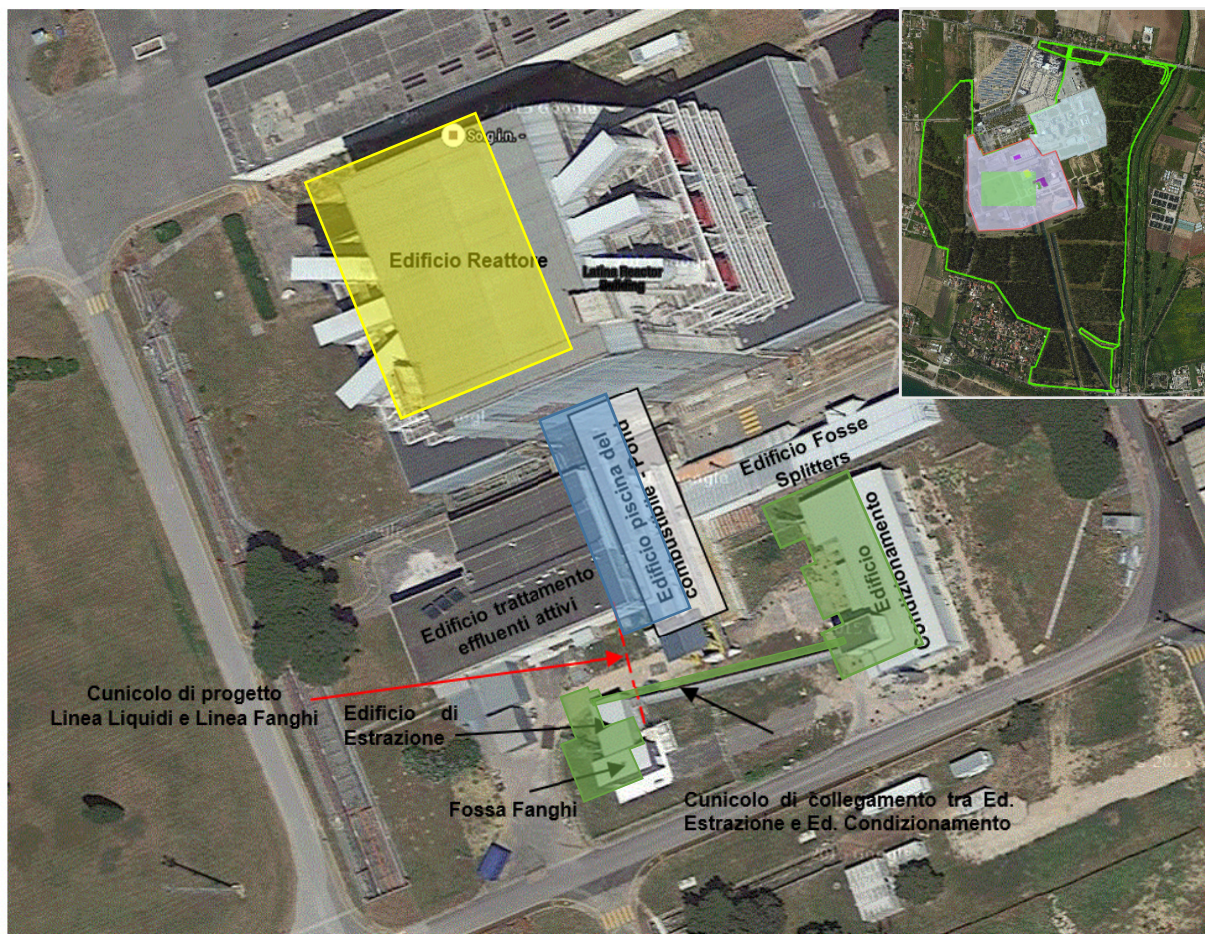 So.g.i.n. -
Edificio Reattore
Latina Reactor
Building
Edificio Fosse
Splitters
Edificio piscina del
combustibile - Pond
Edificio
Condizionamento
Edificio trattamento
effluenti attivi
Cunicolo di progetto
Linea Liquidi e Linea Fanghi
Edificio di
Estrazione
Fossa Fanghi
Cunicolo di collegamento tra Ed.
Estrazione e Ed. Condizionamento